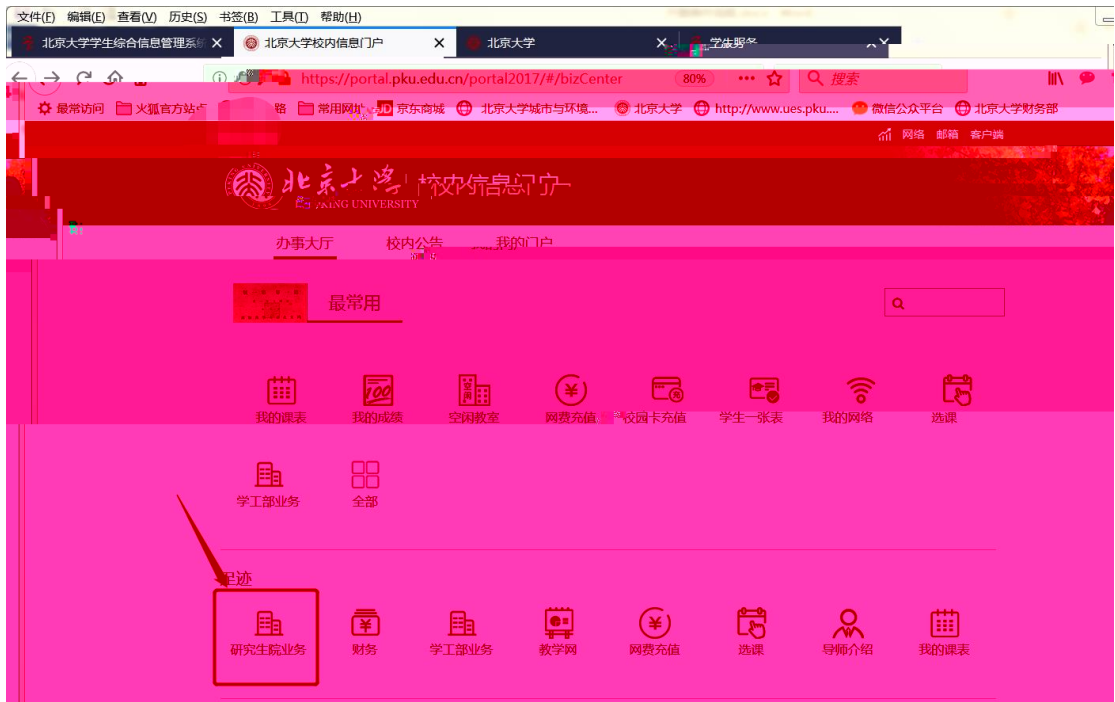 文件(F) 编辑(E) 查看(V) 历史(S) 书签(B) 工具(T) 帮助(H)
北京大学学生综合信息管理系统 北京大学校内信息门户 北京大学
https://portal.pku.edu.cn/portal2017/#/bizCenter 80% 搜索
最常访问 火狐官方站点 常用网址 JD 京东商城 北京大学城市与环境... 北京大学 http://www.ues.pku.... 微信公众平台 北京大学财务部
网络 邮箱 客户端
北京大学 校内信息门户
PEKING UNIVERSITY
办事大厅 校内公告 我的门户
最常用
我的课表 我的成绩 空闲教室 网费充值 校园卡充值 学生一张表 我的网络 选课
学工部业务 全部
足迹
研究生院业务 财务 学工部业务 教学网 网费充值 选课 导师介绍 我的课表